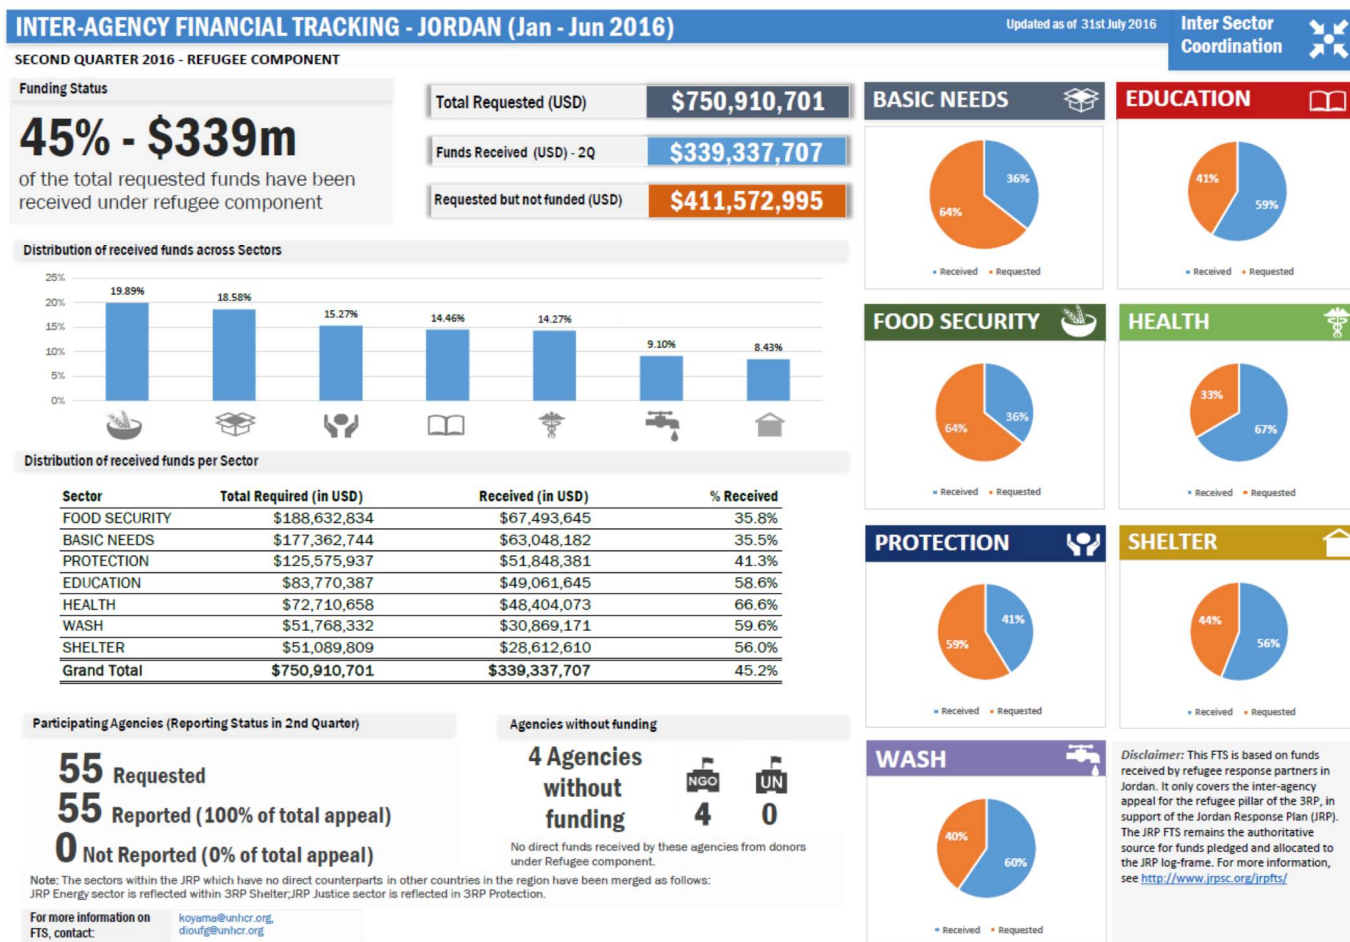 INTER-AGENCY FINANCIAL TRACKING - JORDAN (Jan - Jun 2016)
Updated as of 31st July 2016
Inter Sector
Coordination
SECOND QUARTER 2016 - REFUGEE COMPONENT
Funding Status
45% - $339m
of the total requested funds have been
received under refugee component
Total Requested (USD) $750,910,701
Funds Received (USD) - 2Q $339,337,707
Requested but not funded (USD) $411,572,995
Distribution of received funds across Sectors
25%
20%
15%
10%
5%
0%
19.89%
18.58%
15.27%
14.46%
14.27%
9.10%
8.43%
Distribution of received funds per Sector
Sector Total Required (in USD) Received (in USD) % Received
FOOD SECURITY $188,632,834 $67,493,645 35.8%
BASIC NEEDS $177,362,744 $63,048,182 35.5%
PROTECTION $125,575,937 $51,848,381 41.3%
EDUCATION $83,770,387 $49,061,645 58.6%
HEALTH $72,710,658 $48,404,073 66.6%
WASH $51,768,332 $30,869,171 59.6%
SHELTER $51,089,809 $28,612,610 56.0%
Grand Total $750,910,701 $339,337,707 45.2%
Participating Agencies (Reporting Status in 2nd Quarter)
55 Requested
55 Reported (100% of total appeal)
0 Not Reported (0% of total appeal)
Agencies without funding
4 Agencies
without
funding
NGO
4
UN
0
No direct funds received by these agencies from donors
under Refugee component.
Note: The sectors within the JRP which have no direct counterparts in other countries in the region have been merged as follows:
JRP Energy sector is reflected within 3RP Shelter;JRP Justice sector is reflected in 3RP Protection.
For more information on
FTS, contact:
koyama@unhcr.org,
dioufg@unhcr.org
BASIC NEEDS
36%
64%
Received Requested
EDUCATION
41%
59%
Received Requested
FOOD SECURITY
36%
64%
Received Requested
HEALTH
33%
67%
Received Requested
PROTECTION
41%
59%
Received Requested
SHELTER
44%
56%
Received Requested
WASH
40%
60%
Received Requested
Disclaimer: This FTS is based on funds
received by refugee response partners in
Jordan. It only covers the inter-agency
appeal for the refugee pillar of the 3RP, in
support of the Jordan Response Plan (JRP).
The JRP FTS remains the authoritative
source for funds pledged and allocated to
the JRP log-frame. For more information,
see http://www.jrpsc.org/jrpfts/